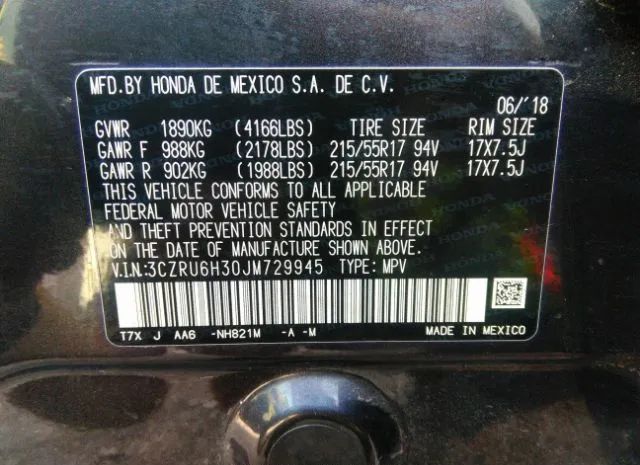 MFD.BY HONDA DE MEXICO S.A. DE C.V.
06/'18
GVWR 1890KG (4166LBS) TIRE SIZE RIM SIZE
GAWR F 988KG (2178LBS) 215/55R17 94V 17X7.5J
GAWR R 902KG (1988LBS) 215/55R17 94V 17X7.5J
THIS VEHICLE CONFORMS TO ALL APPLICABLE
FEDERAL MOTOR VEHICLE SAFETY
AND THEFT PREVENTION STANDARDS IN EFFECT
ON THE DATE OF MANUFACTURE SHOWN ABOVE.
V.I.N:3CZRU6H30JM729945 TYPE: MPV
T7X J AA6 -NH821M -A -M MADE IN MEXICO